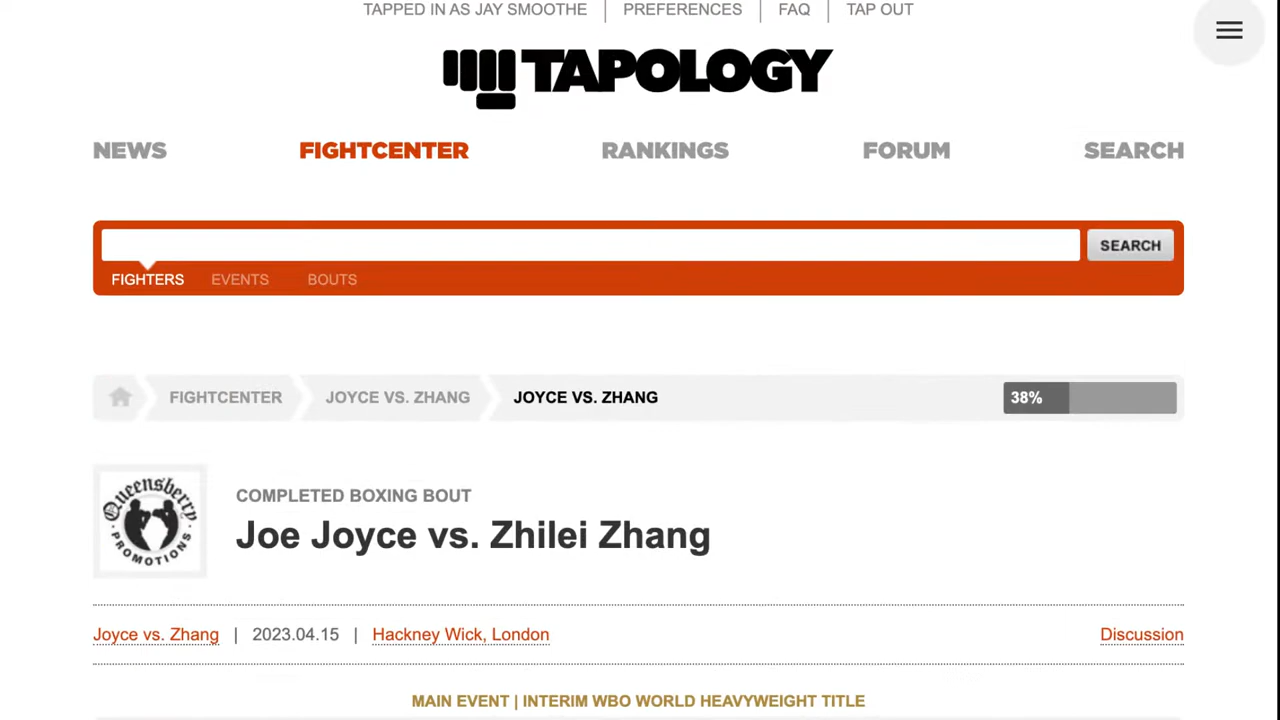 TAPPED IN AS JAY SMOOTHE | PREFERENCES | FAQ | TAP OUT
TAPOLOGY
NEWS FIGHTCENTER RANKINGS FORUM SEARCH
SEARCH
FIGHTERS EVENTS BOUTS
FIGHTCENTER JOYCE VS. ZHANG JOYCE VS. ZHANG 38%
Queensberry
PROMOTIONS
COMPLETED BOXING BOUT
Joe Joyce vs. Zhilei Zhang
Joyce vs. Zhang | 2023.04.15 | Hackney Wick, London Discussion
MAIN EVENT | INTERIM WBO WORLD HEAVYWEIGHT TITLE